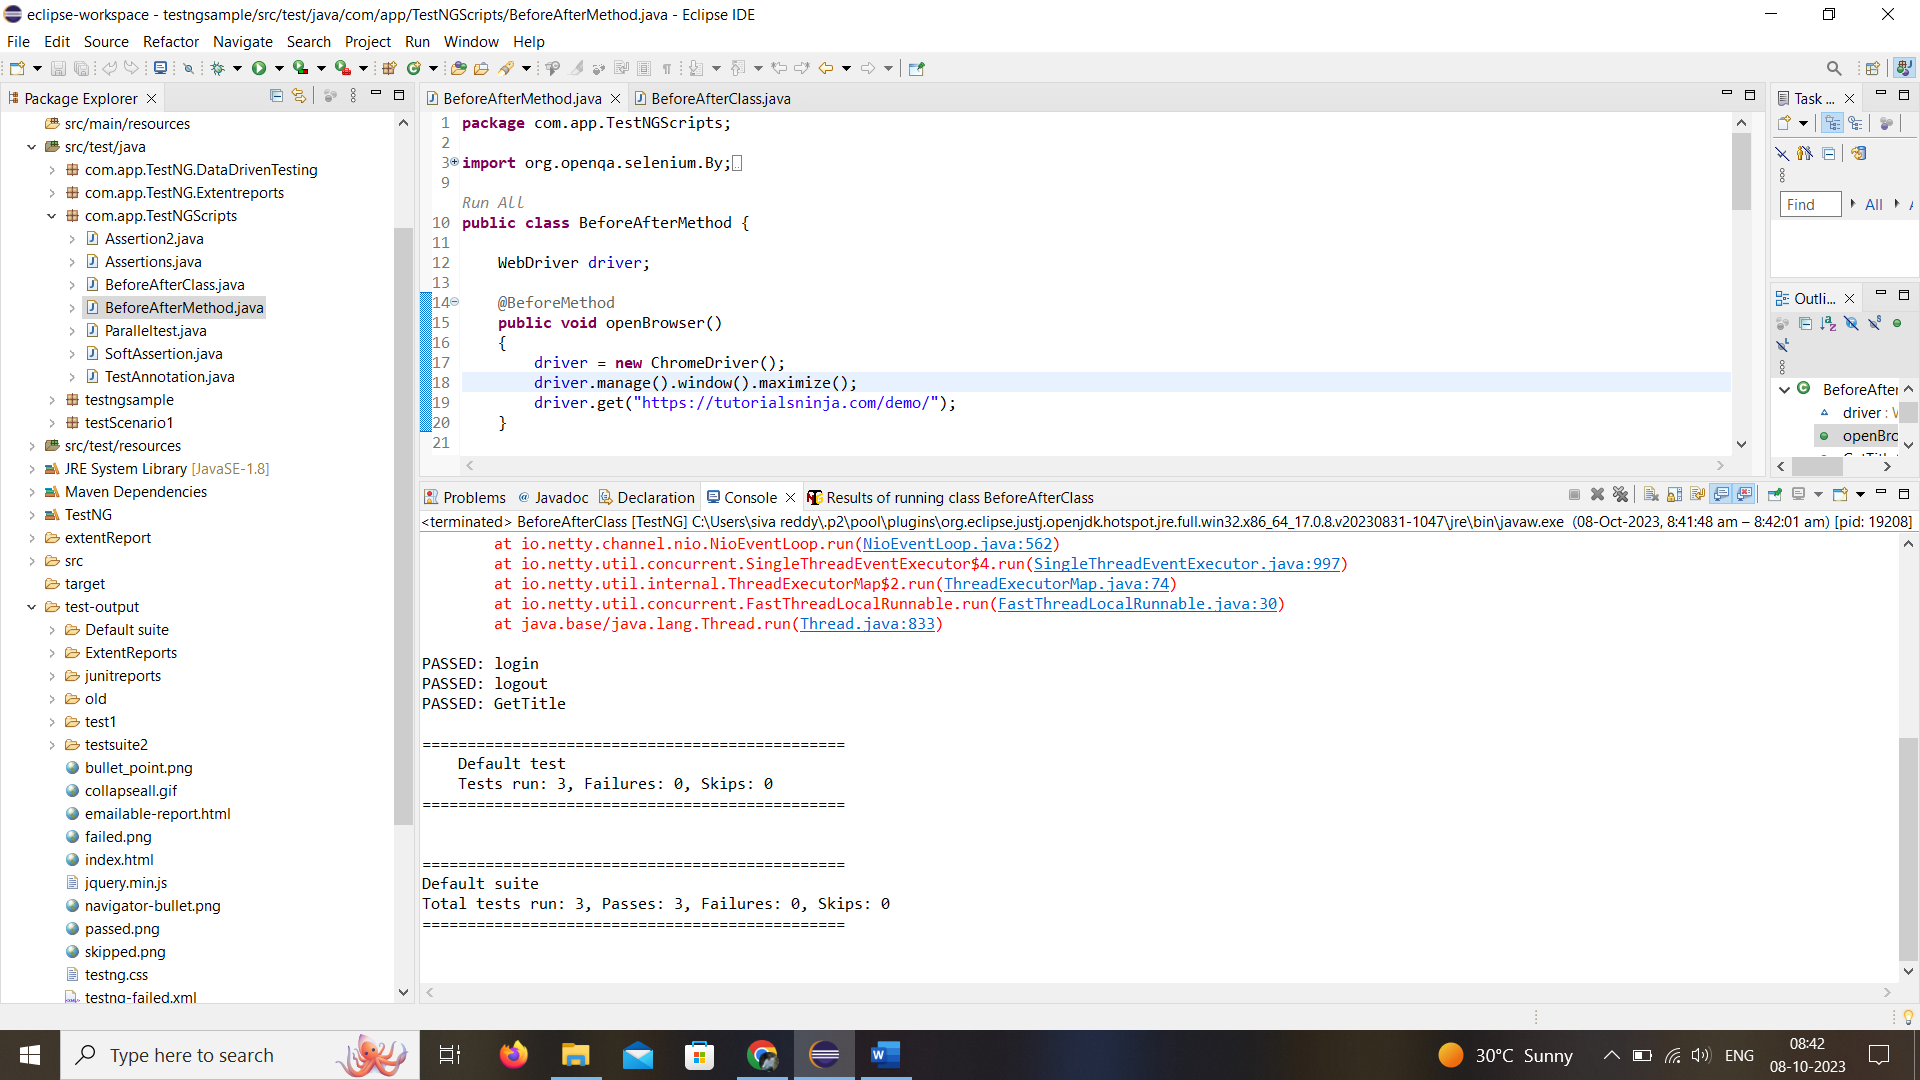 eclipse-workspace - testngsample/src/test/java/com/app/TestNGScripts/BeforeAfterMethod.java - Eclipse IDE
File Edit Source Refactor Navigate Search Project Run Window Help
Package Explorer
src/main/resources
src/test/java
com.app.TestNG.DataDrivenTesting
com.app.TestNG.Extentreports
com.app.TestNGScripts
Assertion2.java
Assertions.java
BeforeAfterClass.java
BeforeAfterMethod.java
Paralleltest.java
SoftAssertion.java
TestAnnotation.java
testngsample
testScenario1
src/test/resources
JRE System Library [JavaSE-1.8]
Maven Dependencies
TestNG
extentReport
src
target
test-output
Default suite
ExtentReports
junitreports
old
test1
testsuite2
bullet_point.png
collapseall.gif
emailable-report.html
failed.png
index.html
jquery.min.js
navigator-bullet.png
passed.png
skipped.png
testng.css
testng-failed.xml
BeforeAfterMethod.java BeforeAfterClass.java
1 package com.app.TestNGScripts;
2
3 import org.openqa.selenium.By;
9
Run All
10 public class BeforeAfterMethod {
11
12 WebDriver driver;
13
14 @BeforeMethod
15 public void openBrowser()
16 {
17 driver = new ChromeDriver();
18 driver.manage().window().maximize();
19 driver.get("https://tutorialsninja.com/demo/");
20 }
21
Task ...
Find All
Outli...
BeforeAfter
driver :
openBro
Problems Javadoc Declaration Console Results of running class BeforeAfterClass
<terminated> BeforeAfterClass [TestNG] C:\Users\siva reddy\.p2\pool\plugins\org.eclipse.justj.openjdk.hotspot.jre.full.win32.x86_64_17.0.8.v20230831-1047\jre\bin\javaw.exe (08-Oct-2023, 8:41:48 am – 8:42:01 am) [pid: 19208]
at io.netty.channel.nio.NioEventLoop.run(NioEventLoop.java:562)
at io.netty.util.concurrent.SingleThreadEventExecutor$4.run(SingleThreadEventExecutor.java:997)
at io.netty.util.internal.ThreadExecutorMap$2.run(ThreadExecutorMap.java:74)
at io.netty.util.concurrent.FastThreadLocalRunnable.run(FastThreadLocalRunnable.java:30)
at java.base/java.lang.Thread.run(Thread.java:833)
PASSED: login
PASSED: logout
PASSED: GetTitle
===============================================
Default test
Tests run: 3, Failures: 0, Skips: 0
===============================================
===============================================
Default suite
Total tests run: 3, Passes: 3, Failures: 0, Skips: 0
===============================================
Type here to search
30°C Sunny
ENG
08:42
08-10-2023